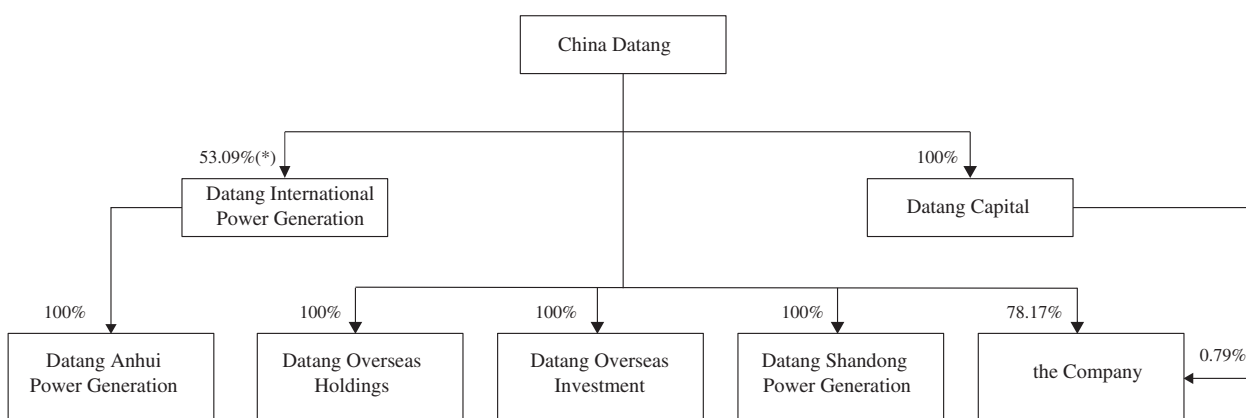 China Datang
53.09%(*)
100%
Datang International
Power Generation
Datang Capital
100%
100%
100%
100%
78.17%
Datang Anhui
Power Generation
Datang Overseas
Holdings
Datang Overseas
Investment
Datang Shandong
Power Generation
the Company
0.79%